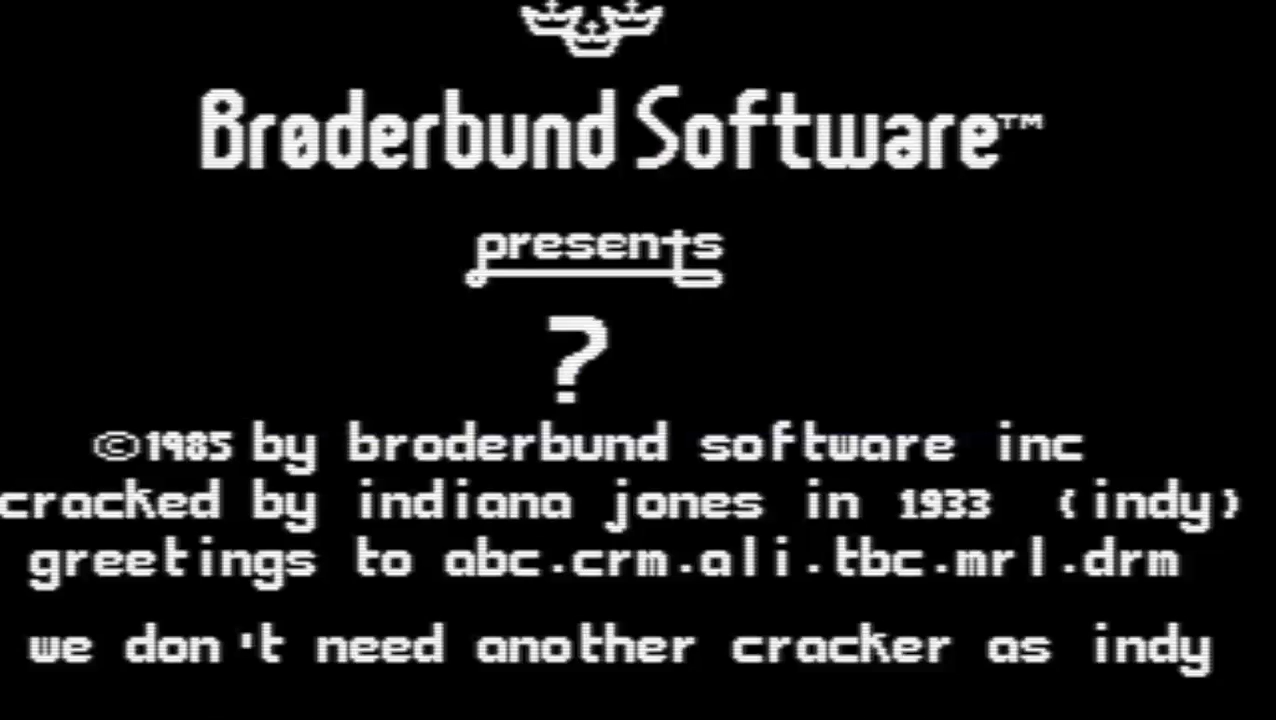 Brøderbund Software™
presents
?
©1985 by broderbund software inc
cracked by indiana jones in 1933 (indy)
greetings to abc.crm.ali.tbc.mrl.drm
we don't need another cracker as indy